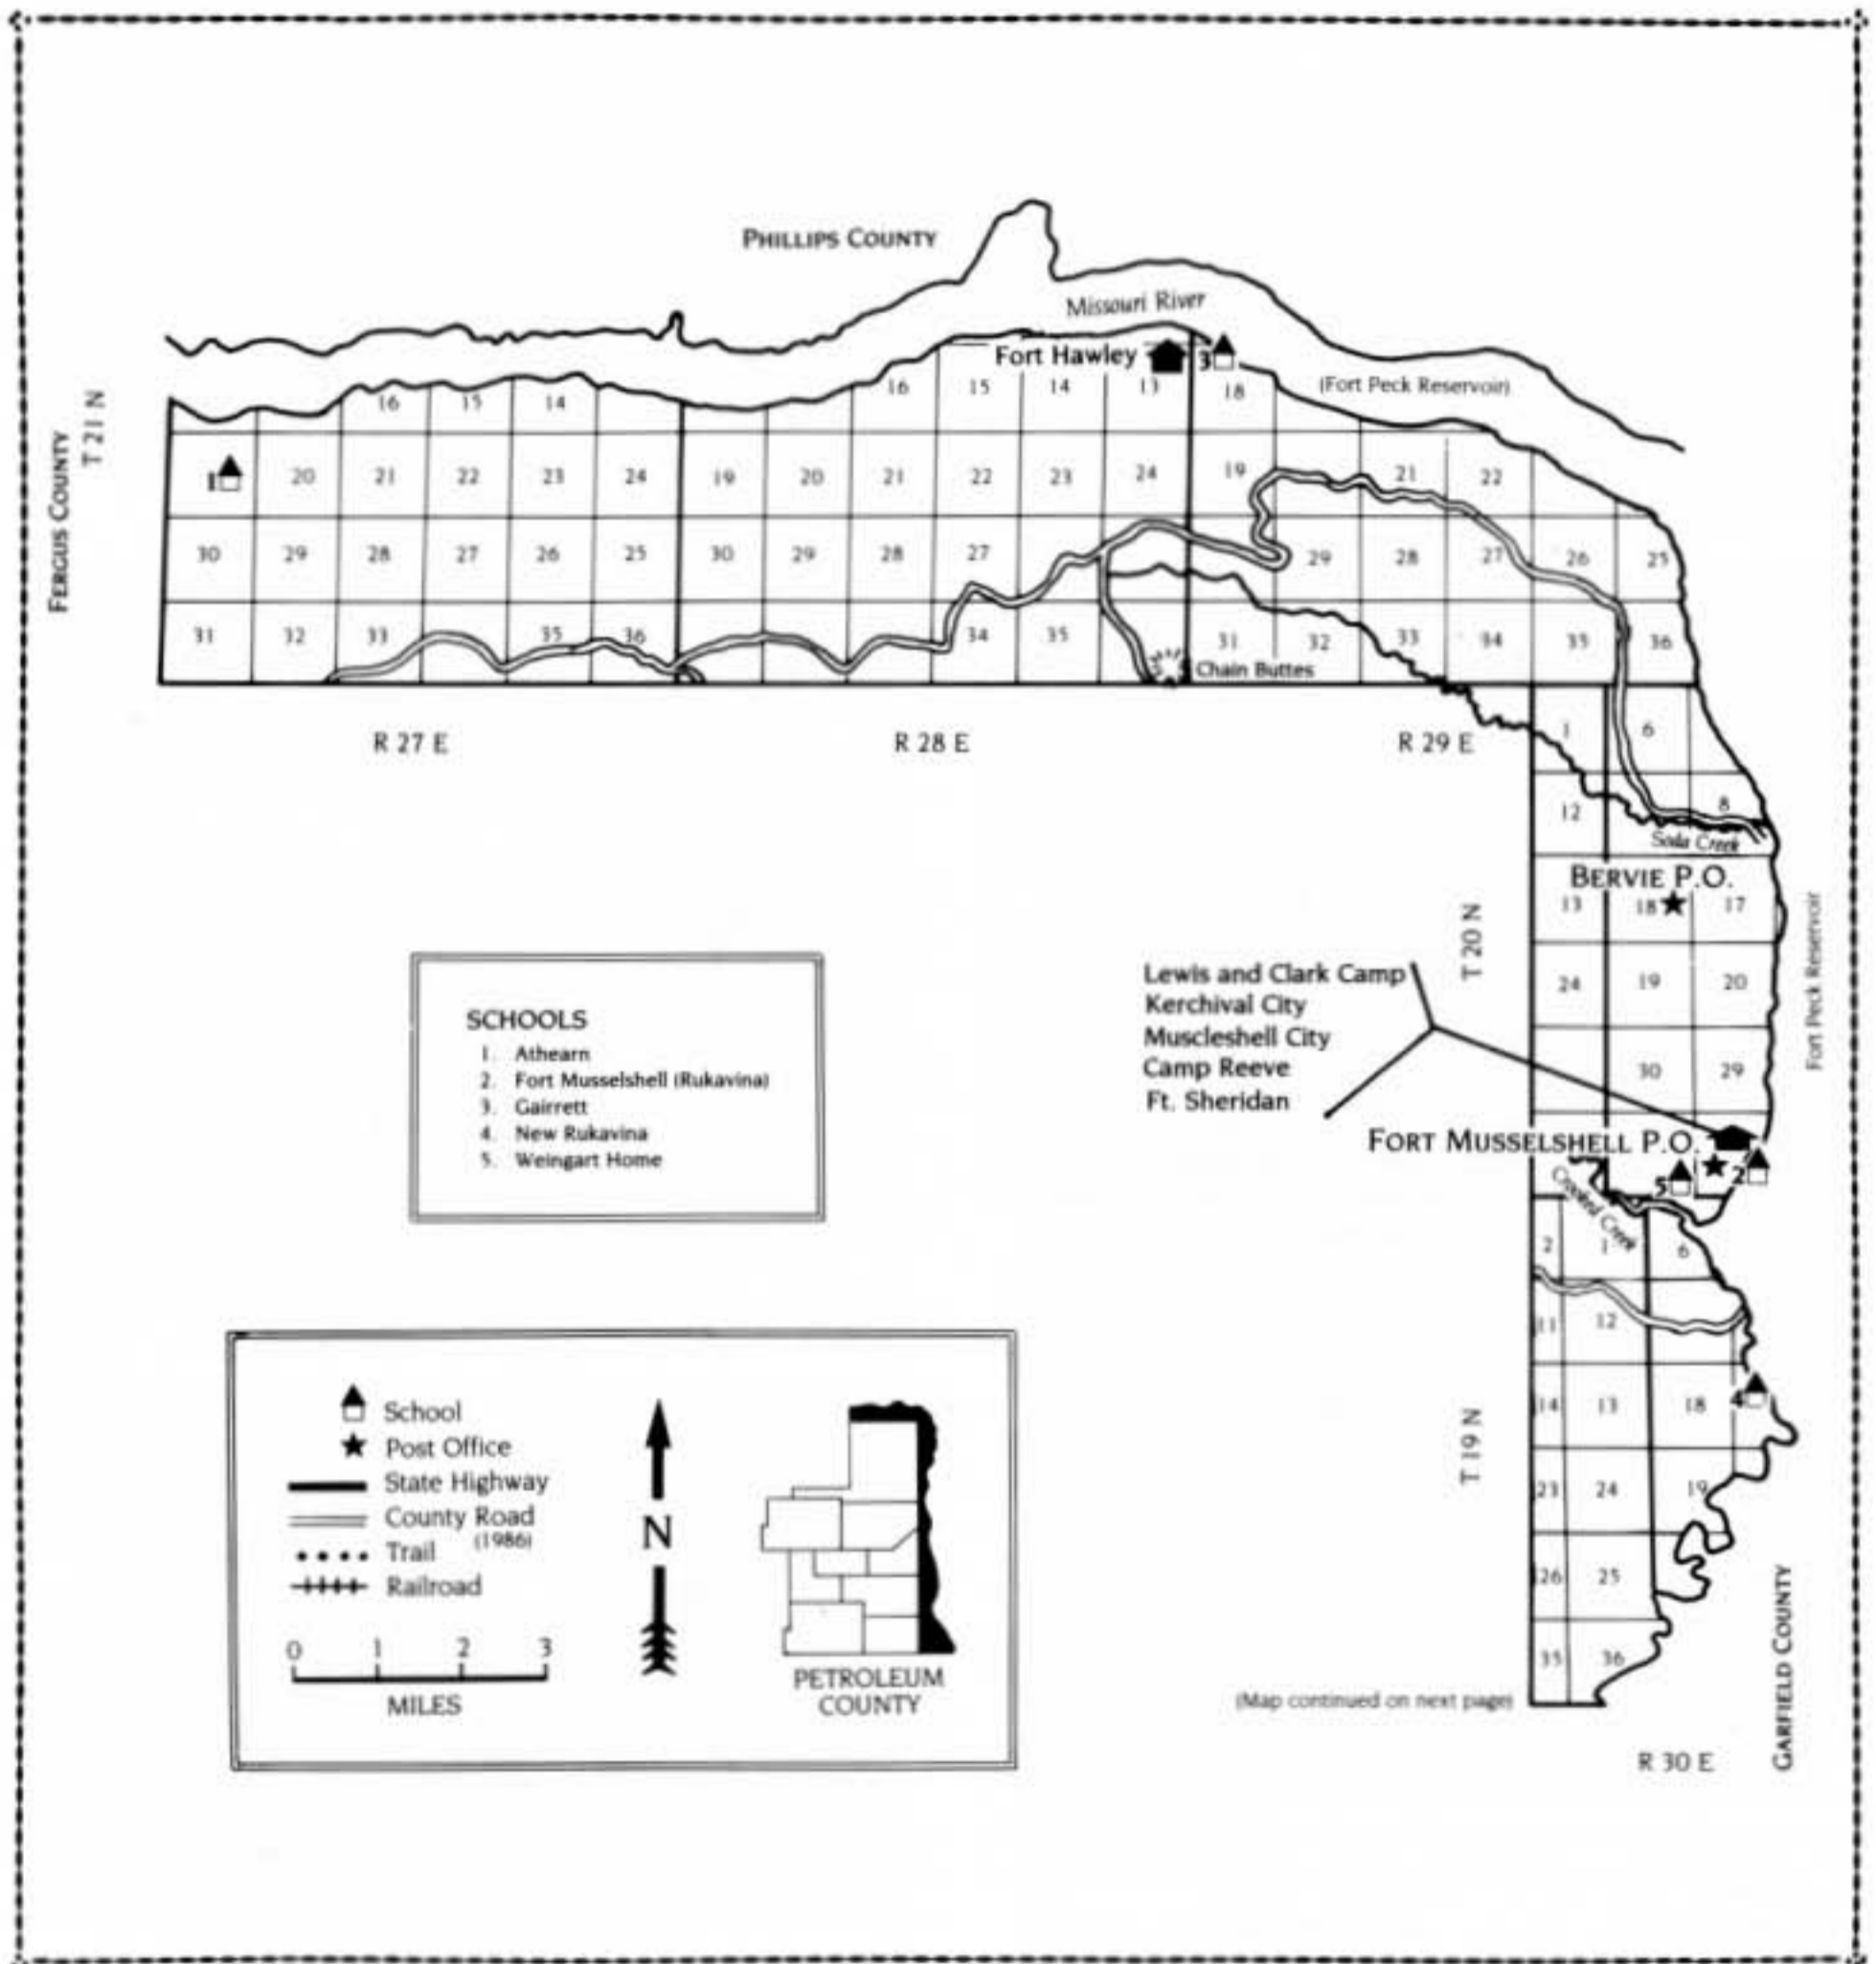 PHILLIPS COUNTY
Missouri River
Fort Hawley
3
(Fort Peck Reservoir)
16 15 14 16 15 14 13 18
T 21 N
FERGUS COUNTY
1 20 21 22 23 24 19 20 21 22 23 24 19 21 22
30 29 28 27 26 25 30 29 28 27 29 28 27 26 25
31 32 33 35 36 34 35 31 32 33 34 35 36
Chain Buttes
R 27 E R 28 E R 29 E
1 6
12 8
Soda Creek
BERVIE P.O.
13 18 17
T 20 N
24 19 20
Fort Peck Reservoir
30 29
Lewis and Clark Camp
Kerchival City
Muscleshell City
Camp Reeve
Ft. Sheridan
FORT MUSSELSHELL P.O.
5 2
Crooked Creek
2 1 6
11 12
14 13 18 4
T 19 N
23 24 19
26 25
35 36
(Map continued on next page)
GARFIELD COUNTY
R 30 E
SCHOOLS
1. Athearn
2. Fort Musselshell (Rukavina)
3. Gairrett
4. New Rukavina
5. Weingart Home
School
Post Office
State Highway
County Road
(1986)
Trail
Railroad
0 1 2 3
MILES
N
PETROLEUM
COUNTY